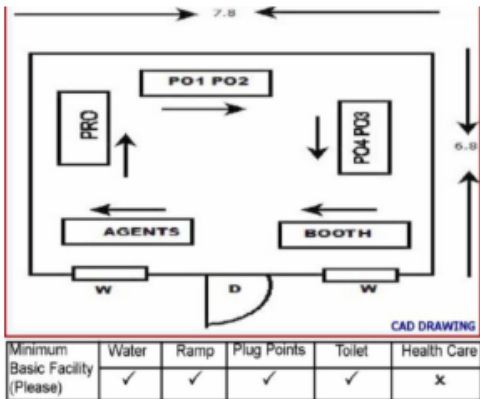 7.8
PO1 PO2
PRO
PO4 PO3
6.8
AGENTS
BOOTH
W
D
W
CAD DRAWING
Minimum Basic Facility (Please) Water Ramp Plug Points Toilet Health Care
✓ ✓ ✓ ✓ x